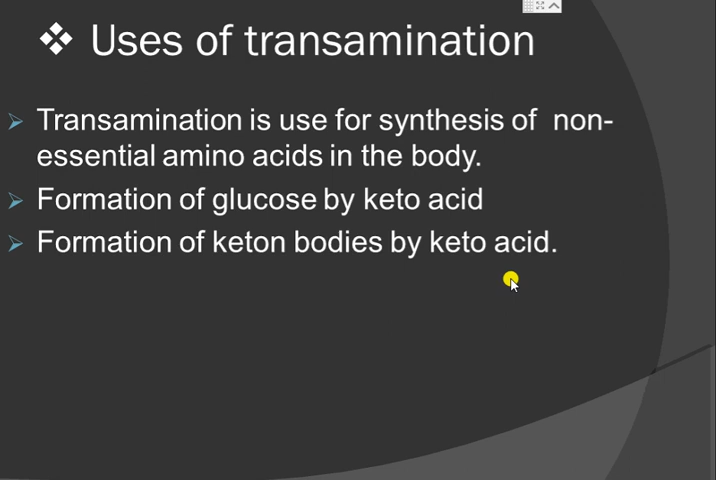 Uses of transamination
Transamination is use for synthesis of non-
essential amino acids in the body.
Formation of glucose by keto acid
Formation of keton bodies by keto acid.